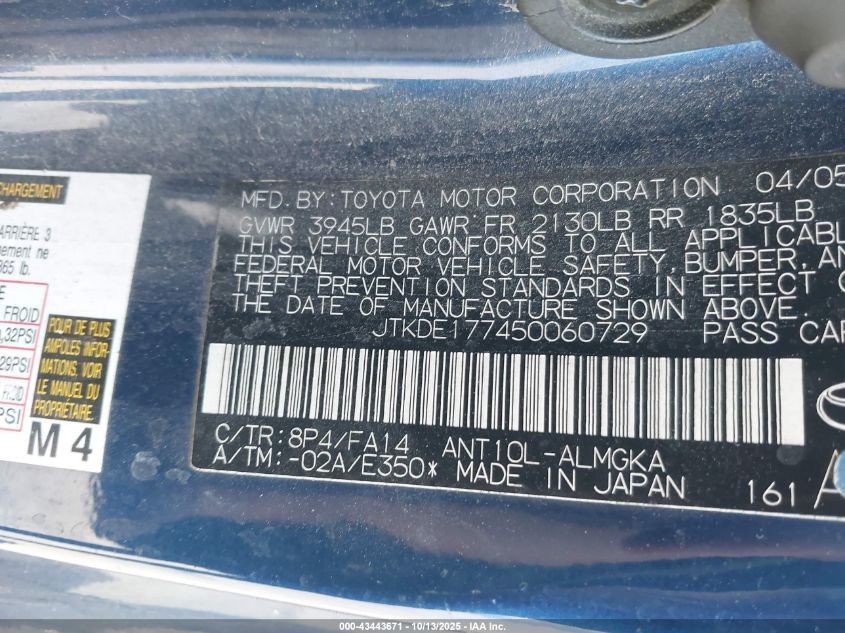 CHARGEMENT
ARRIÈRE 3
gement ne
365 lb.
E
FROID
,32PSI
29PSI
PSI
POUR DE PLUS
AMPLES INFOR-
MATIONS, VOIR
LE MANUEL DU
PROPRIÉTAIRE.
M 4
MFD. BY: TOYOTA MOTOR CORPORATION 04/05
GVWR 3945LB GAWR FR 2130LB RR 1835LB
THIS VEHICLE CONFORMS TO ALL APPLICABL
FEDERAL MOTOR VEHICLE SAFETY, BUMPER, AN
THEFT PREVENTION STANDARDS IN EFFECT O
THE DATE OF MANUFACTURE SHOWN ABOVE.
JTKDE177450060729 PASS CAR
C/TR: 8P4/FA14 ANT10L-ALMGKA
A/TM: -02A/E350* MADE IN JAPAN
161 A
000-43443671 - 10/13/2025 - IAA Inc.